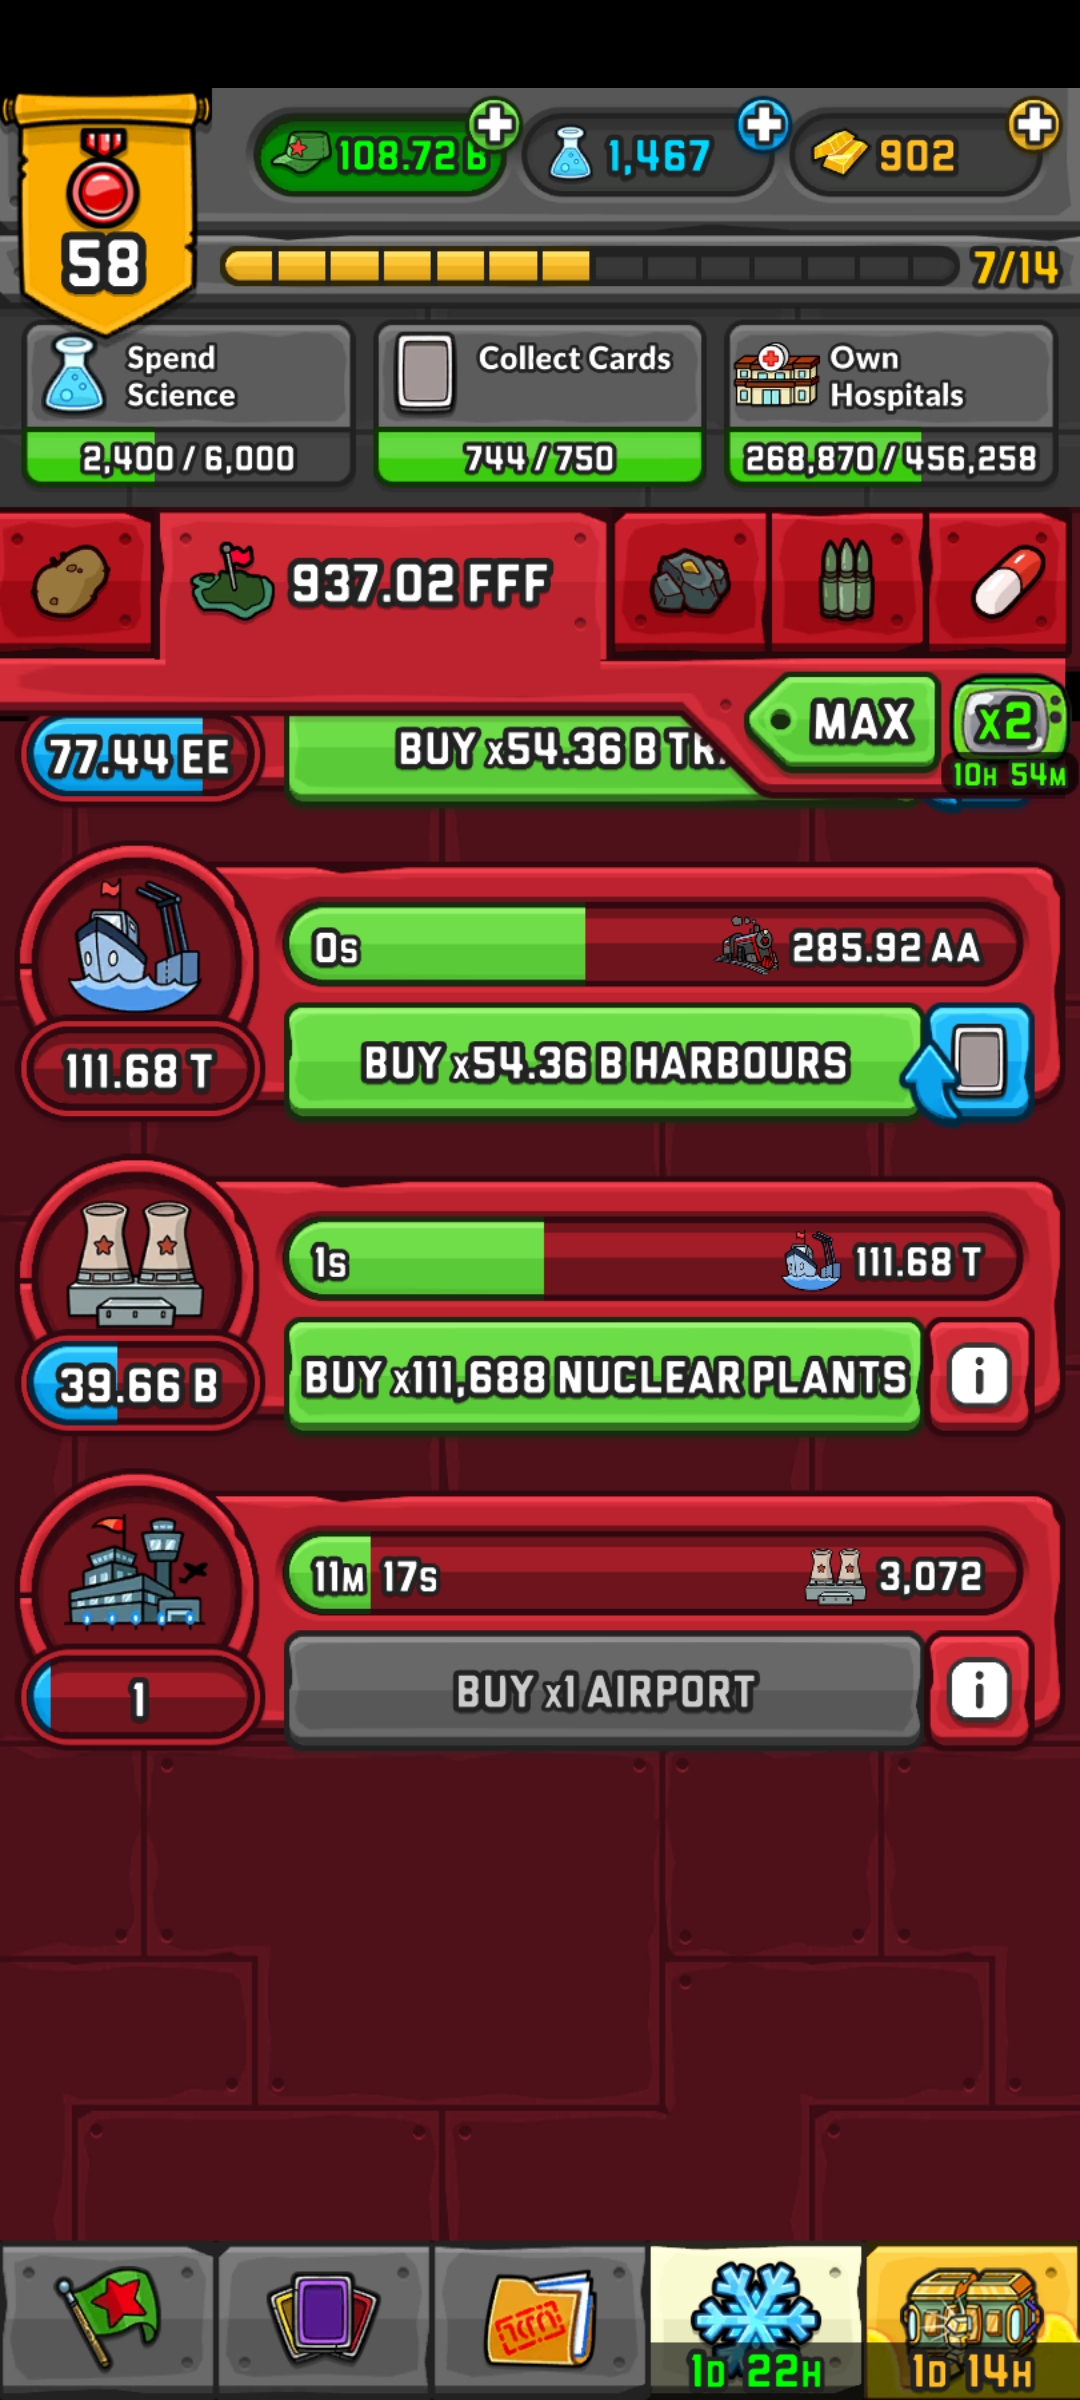 58
108.72 B
1,467
902
7/14
Spend
Science
2,400 / 6,000
Collect Cards
744 / 750
Own
Hospitals
268,870 / 456,258
937.02 FFF
MAX
x2
10H 54M
77.44 EE
BUY x54.36 B
0s
285.92 AA
111.68 T
BUY x54.36 B HARBOURS
1s
111.68 T
39.66 B
BUY x111,688 NUCLEAR PLANTS
11M 17s
3,072
1
BUY x1 AIRPORT
1D 22H
1D 14H